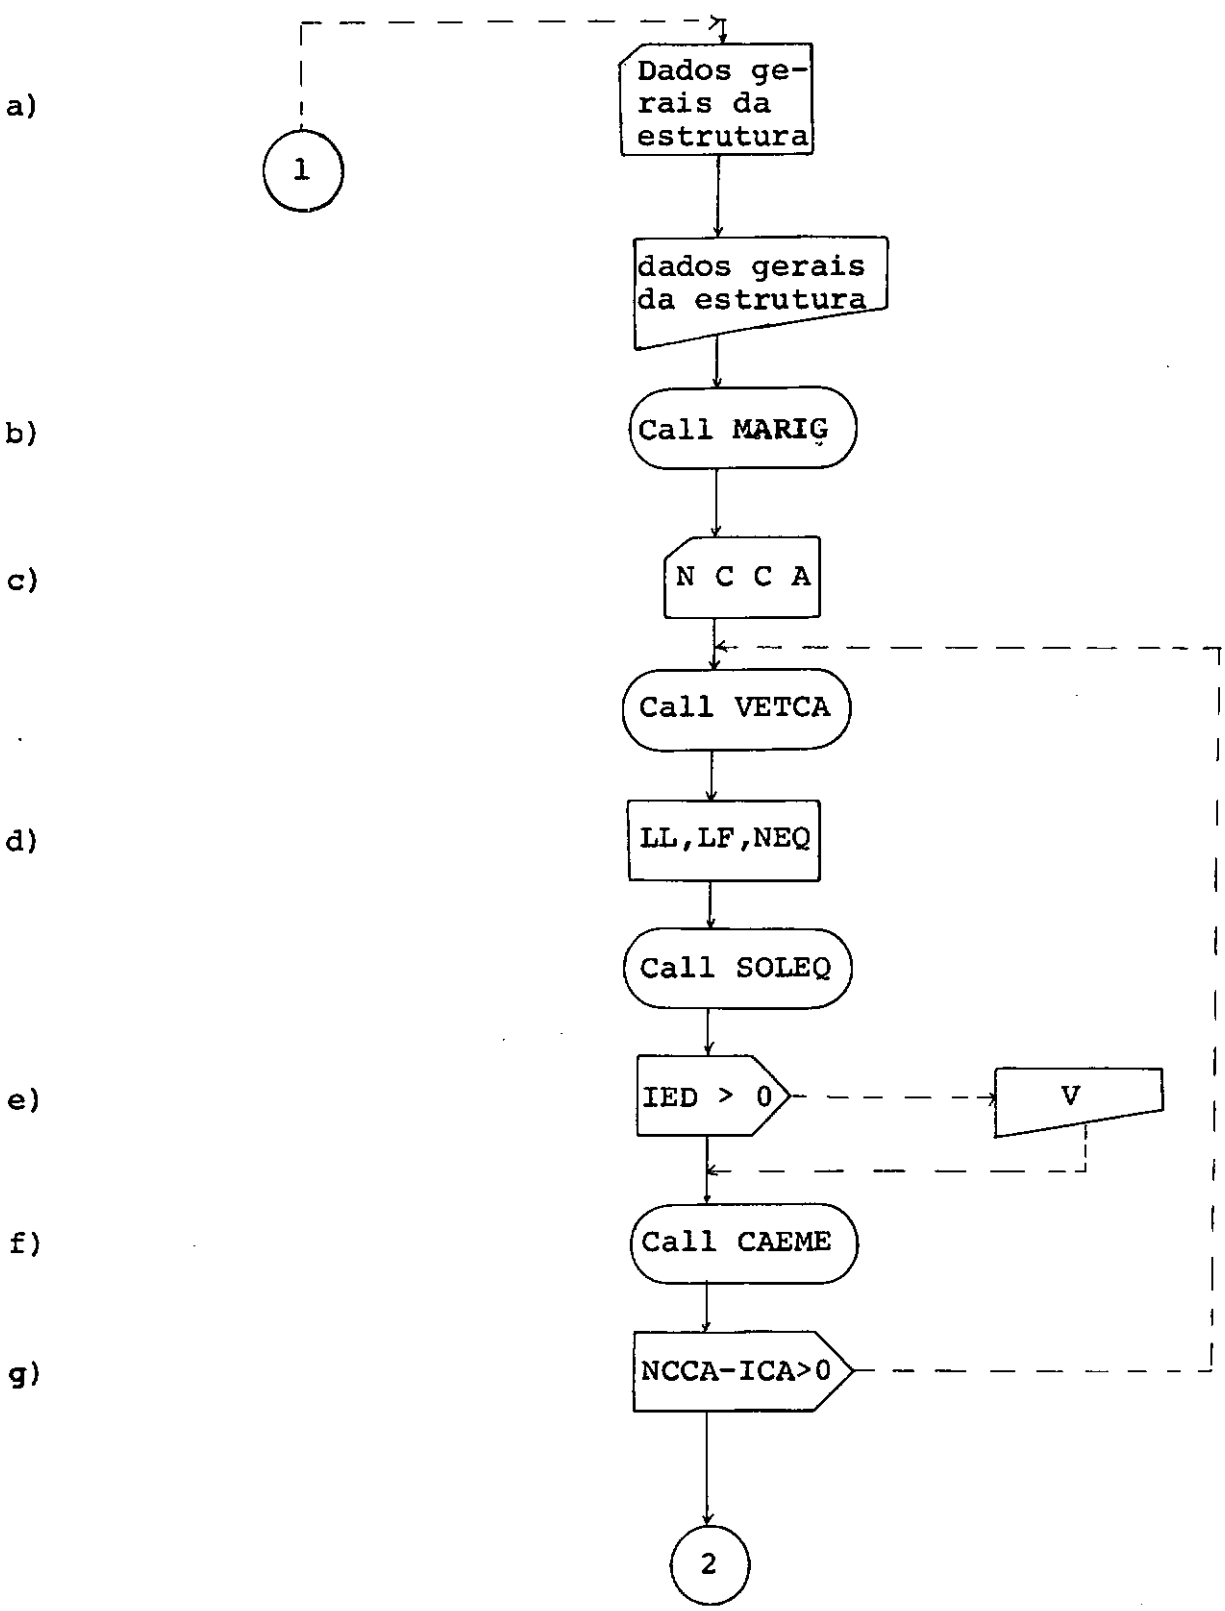 a)
Dados ge-
rais da
estrutura
1
dados gerais
da estrutura
b)
Call MARIG
c)
N C C A
Call VETCA
d)
LL,LF,NEQ
Call SOLEQ
e)
IED > 0
V
f)
Call CAEME
g)
NCCA-ICA>0
2